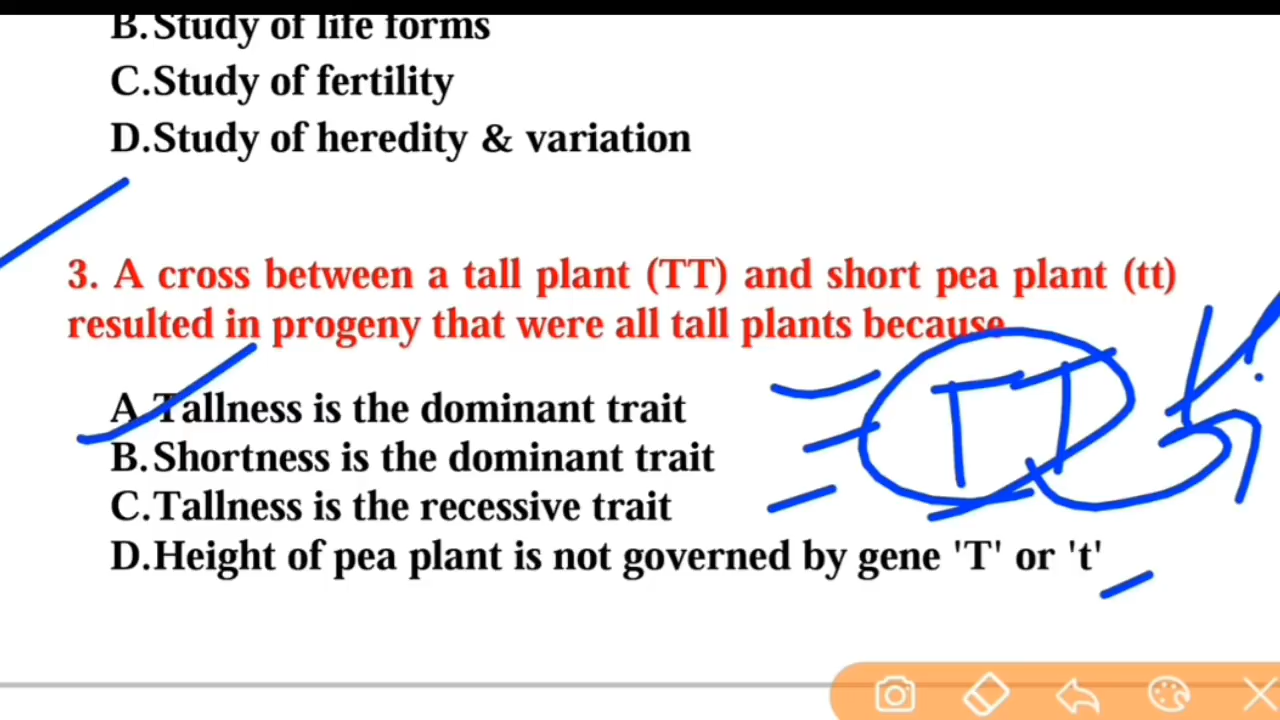 B.Study of life forms
C.Study of fertility
D.Study of heredity & variation
3. A cross between a tall plant (TT) and short pea plant (tt)
resulted in progeny that were all tall plants because
A.Tallness is the dominant trait
B.Shortness is the dominant trait
C.Tallness is the recessive trait
D.Height of pea plant is not governed by gene 'T' or 't'
TT